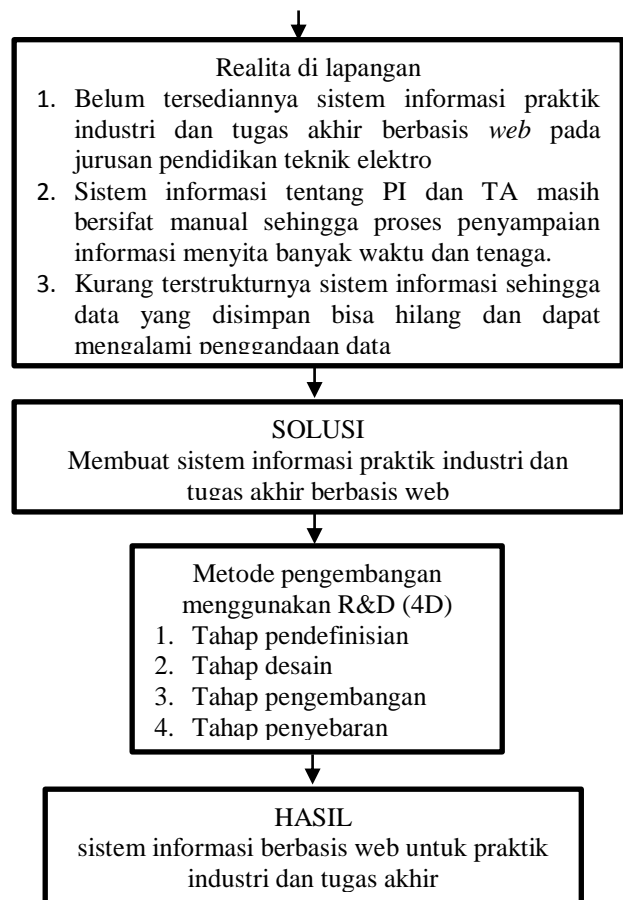 Realita di lapangan
1. Belum tersediannya sistem informasi praktik
industri dan tugas akhir berbasis web pada
jurusan pendidikan teknik elektro
2. Sistem informasi tentang PI dan TA masih
bersifat manual sehingga proses penyampaian
informasi menyita banyak waktu dan tenaga.
3. Kurang terstrukturnya sistem informasi sehingga
data yang disimpan bisa hilang dan dapat
mengalami penggandaan data
SOLUSI
Membuat sistem informasi praktik industri dan
tugas akhir berbasis web
Metode pengembangan
menggunakan R&D (4D)
1. Tahap pendefinisian
2. Tahap desain
3. Tahap pengembangan
4. Tahap penyebaran
HASIL
sistem informasi berbasis web untuk praktik
industri dan tugas akhir